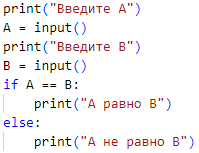 print("Введите A")
A = input()
print("Введите B")
B = input()
if A == B:
    print("A равно B")
else:
    print("A не равно B")